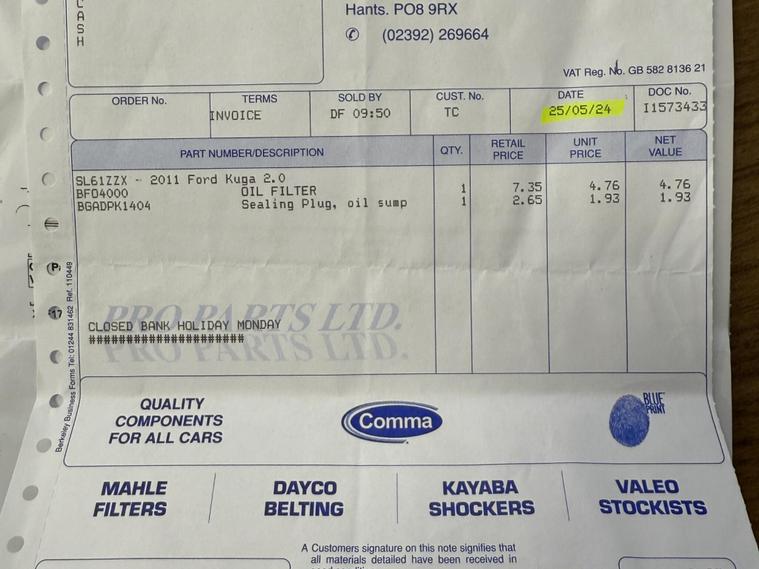 L
A
S
H
Hants. PO8 9RX
✆ (02392) 269664
VAT Reg. No. GB 582 8136 21
ORDER No. TERMS SOLD BY CUST. No. DATE DOC No.
INVOICE DF 09:50 TC 25/05/24 I1573433
PART NUMBER/DESCRIPTION QTY. RETAIL PRICE UNIT PRICE NET VALUE
SL61ZZX - 2011 Ford Kuga 2.0
BFO4000 OIL FILTER 1 7.35 4.76 4.76
BGADPK1404 Sealing Plug, oil sump 1 2.65 1.93 1.93
PRO PARTS LTD.
CLOSED BANK HOLIDAY MONDAY
#####################
PRO PARTS LTD.
Berkeley Business Forms Tel: 01244 831462 Ref. 110449
QUALITY
COMPONENTS
FOR ALL CARS
Comma
BLUE
PRINT
MAHLE
FILTERS
DAYCO
BELTING
KAYABA
SHOCKERS
VALEO
STOCKISTS
A Customers signature on this note signifies that
all materials detailed have been received in